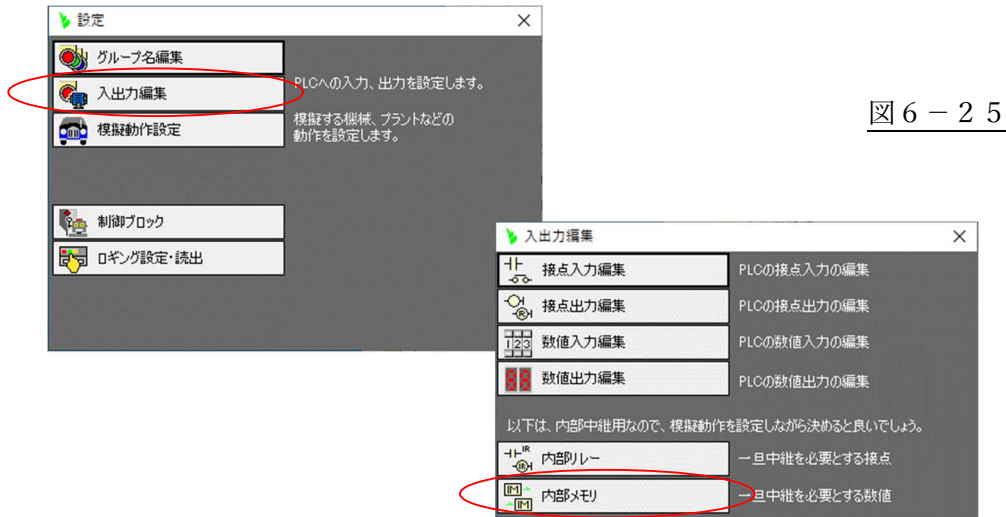 設定
グループ名編集
入出力編集
PLCへの入力、出力を設定します。
模擬動作設定
模擬する機械、プラントなどの
動作を設定します。
制御ブロック
ロギング設定・読出
図6-25
入出力編集
接点入力編集 PLCの接点入力の編集
接点出力編集 PLCの接点出力の編集
数値入力編集 PLCの数値入力の編集
数値出力編集 PLCの数値出力の編集
以下は、内部中継用なので、模擬動作を設定しながら決めると良いでしょう。
内部リレー 一旦中継を必要とする接点
内部メモリ 一旦中継を必要とする数値